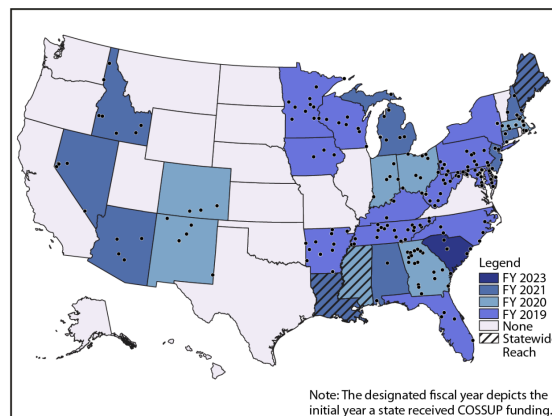 Legend
FY 2023
FY 2021
FY 2020
FY 2019
None
Statewide
Reach
Note: The designated fiscal year depicts the
initial year a state received COSSUP funding.